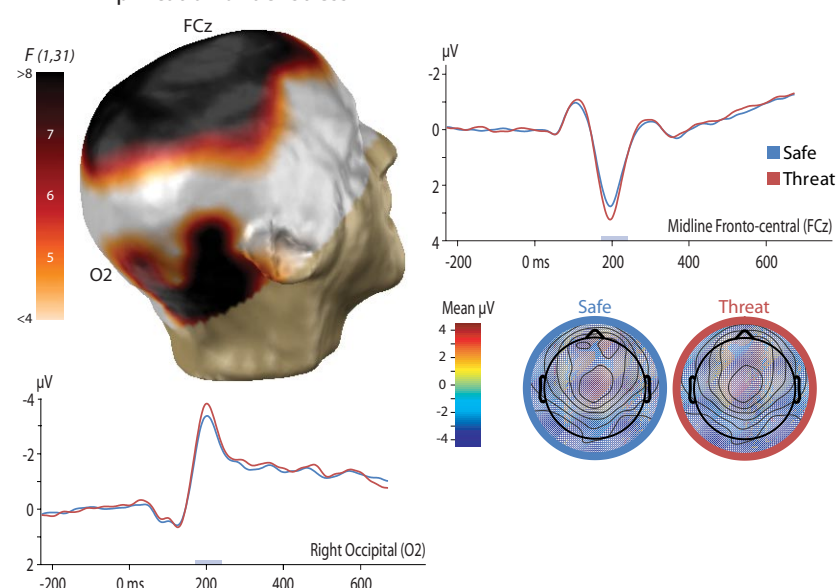 FCz
F (1,31)
>8
7
6
5
<4
O2
µV
-2
0
2
4
-200
0 ms
200
400
600
Safe
Threat
Midline Fronto-central (FCz)
Mean µV
4
2
0
-2
-4
Safe
Threat
µV
-4
-2
0
2
-200
0 ms
200
400
600
Right Occipital (O2)